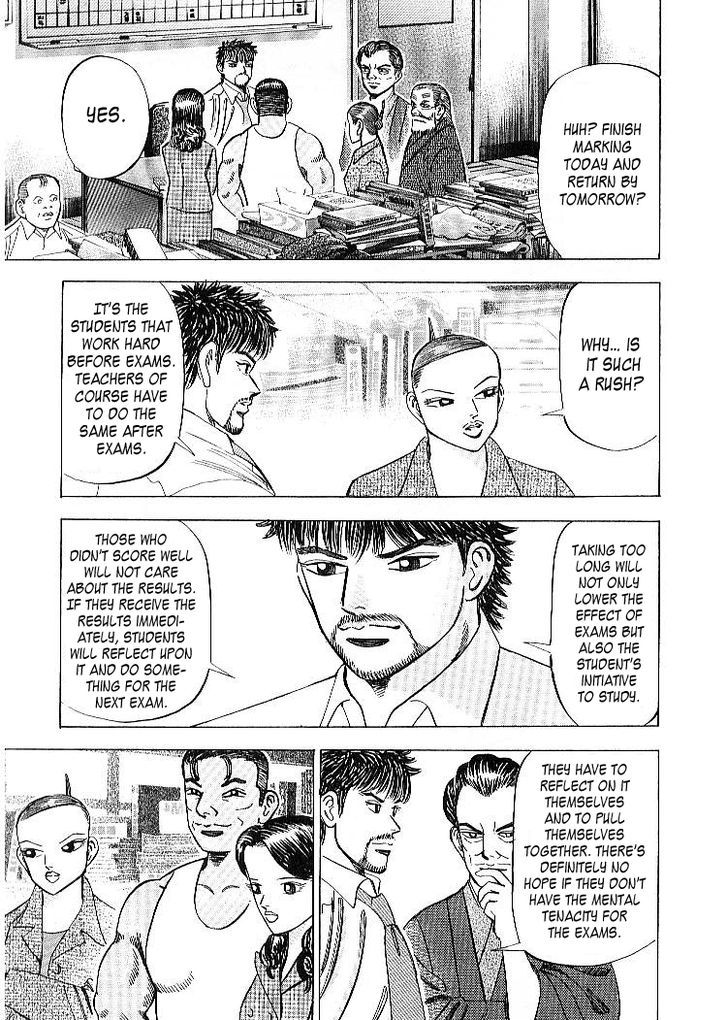 HUH? FINISH
MARKING
TODAY AND
RETURN BY
TOMORROW?
YES.
WHY... IS
IT SUCH
A RUSH?
IT'S THE
STUDENTS THAT
WORK HARD
BEFORE EXAMS.
TEACHERS OF
COURSE HAVE
TO DO THE
SAME AFTER
EXAMS.
TAKING TOO
LONG WILL
NOT ONLY
LOWER THE
EFFECT OF
EXAMS BUT
ALSO THE
STUDENT'S
INITIATIVE
TO STUDY.
THOSE WHO
DIDN'T SCORE WELL
WILL NOT CARE
ABOUT THE RESULTS.
IF THEY RECEIVE THE
RESULTS IMMEDI-
ATELY, STUDENTS
WILL REFLECT UPON
IT AND DO SOME-
THING FOR THE
NEXT EXAM.
THEY HAVE TO
REFLECT ON IT
THEMSELVES
AND TO PULL
THEMSELVES
TOGETHER. THERE'S
DEFINITELY NO
HOPE IF THEY DON'T
HAVE THE MENTAL
TENACITY FOR
THE EXAMS.